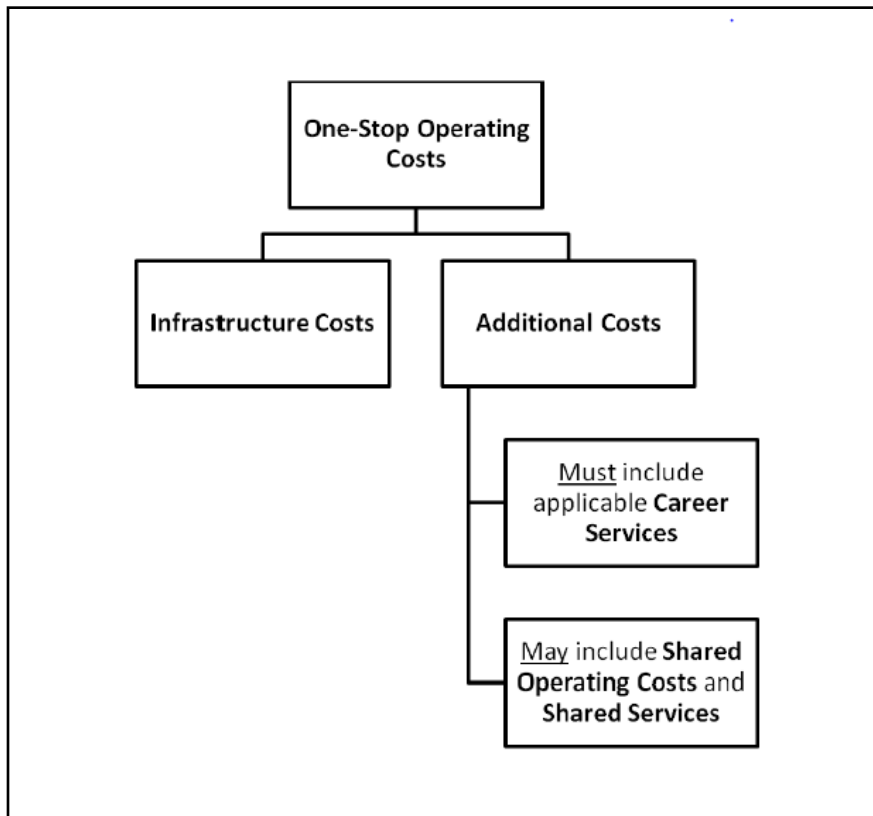 One-Stop Operating
Costs
Infrastructure Costs
Additional Costs
Must include
applicable Career
Services
May include Shared
Operating Costs and
Shared Services